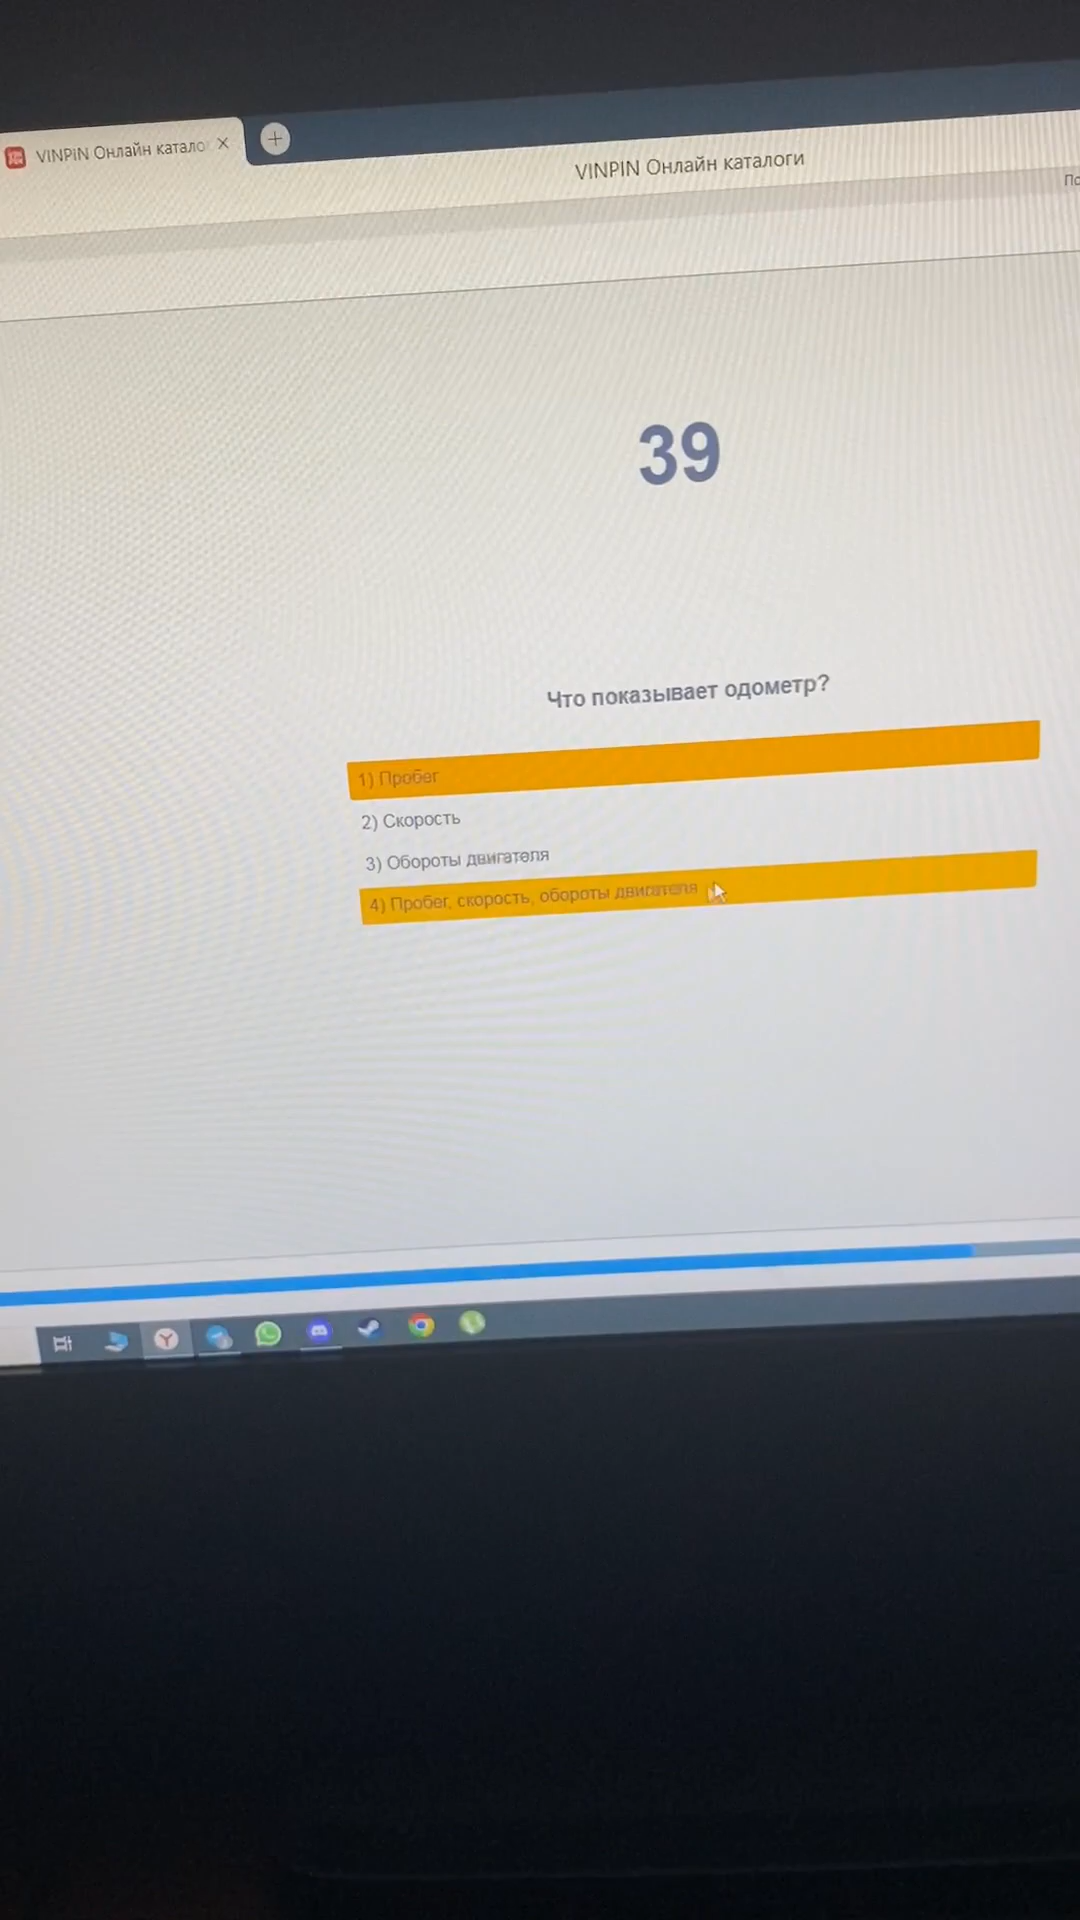 VINPIN Онлайн катало
VINPIN Онлайн каталоги
По
39
Что показывает одометр?
1) Пробег
2) Скорость
3) Обороты двигателя
4) Пробег, скорость, обороты двигателя